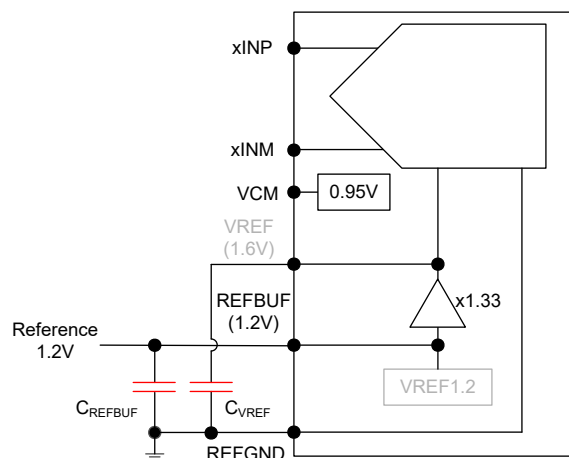 xINP
xINM
VCM
0.95V
VREF
(1.6V)
REFBUF
(1.2V)
x1.33
Reference
1.2V
VREF1.2
CREFBUF
CVREF
REFGND